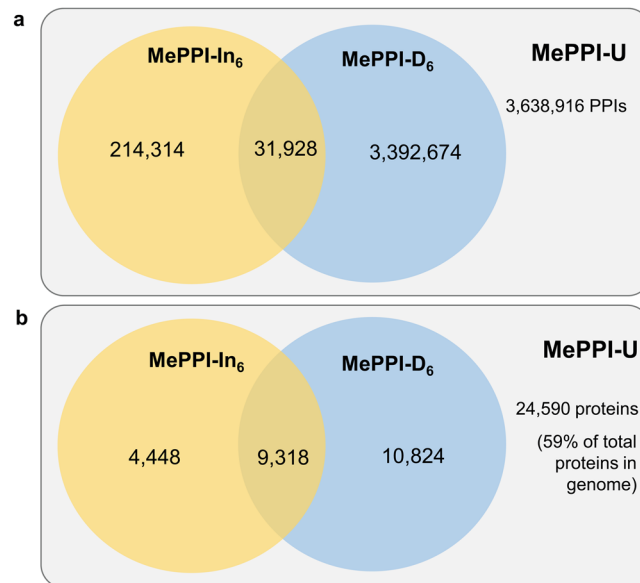 a
MePPI-In6
MePPI-D6
MePPI-U
3,638,916 PPIs
214,314
31,928
3,392,674
b
MePPI-In6
MePPI-D6
MePPI-U
24,590 proteins
(59% of total
proteins in
genome)
4,448
9,318
10,824